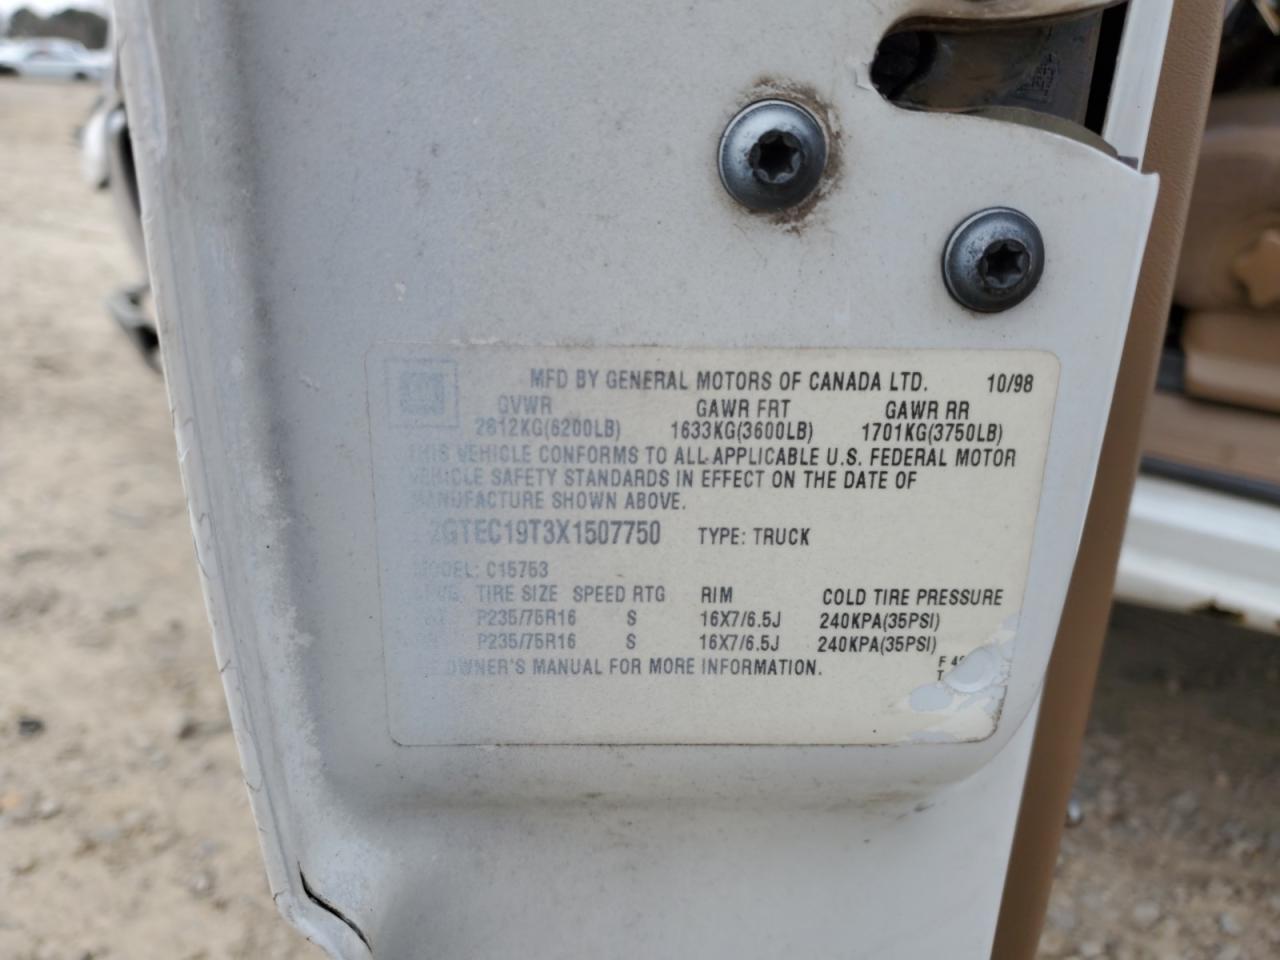 MFD BY GENERAL MOTORS OF CANADA LTD. 10/98
GVWR GAWR FRT GAWR RR
2812KG(6200LB) 1633KG(3600LB) 1701KG(3750LB)
THIS VEHICLE CONFORMS TO ALL APPLICABLE U.S. FEDERAL MOTOR
VEHICLE SAFETY STANDARDS IN EFFECT ON THE DATE OF
MANUFACTURE SHOWN ABOVE.
2GTEC19T3X1507750 TYPE: TRUCK
MODEL: C15753
TIRE SIZE SPEED RTG RIM COLD TIRE PRESSURE
P235/75R16 S 16X7/6.5J 240KPA(35PSI)
P235/75R16 S 16X7/6.5J 240KPA(35PSI)
OWNER'S MANUAL FOR MORE INFORMATION.
F
T